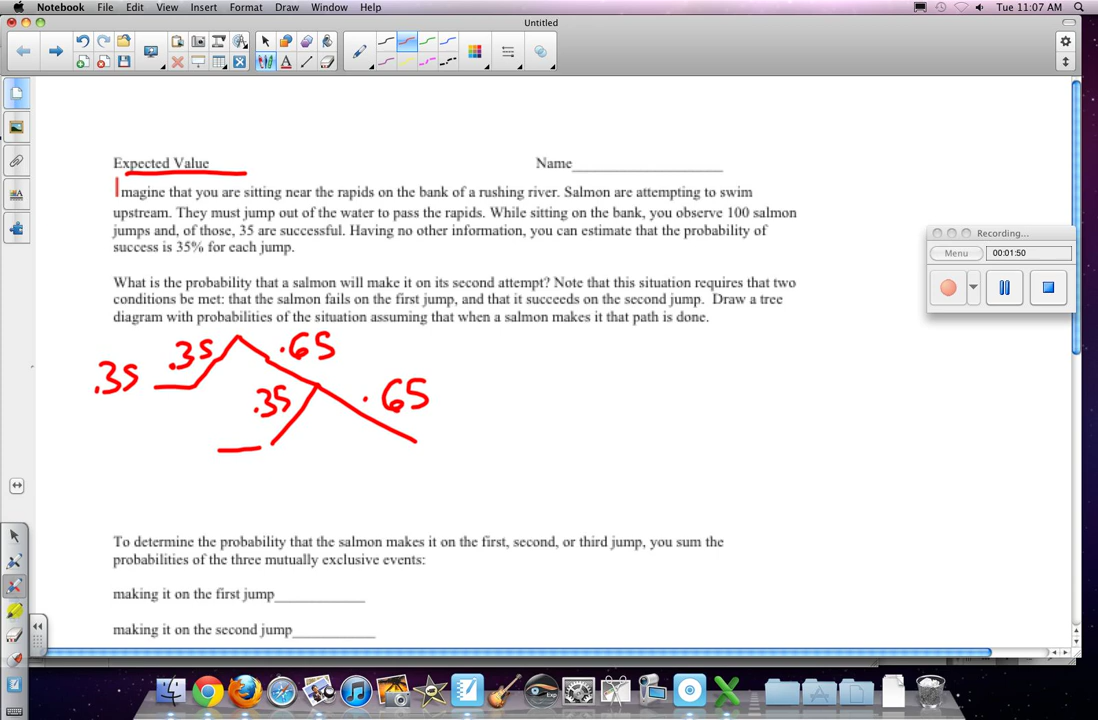 Notebook File Edit View Insert Format Draw Window Help Tue 11:07 AM
Untitled
Expected Value Name____________________
Imagine that you are sitting near the rapids on the bank of a rushing river. Salmon are attempting to swim
upstream. They must jump out of the water to pass the rapids. While sitting on the bank, you observe 100 salmon
jumps and, of those, 35 are successful. Having no other information, you can estimate that the probability of
success is 35% for each jump.
Recording...
Menu 00:01:50
What is the probability that a salmon will make it on its second attempt? Note that this situation requires that two
conditions be met: that the salmon fails on the first jump, and that it succeeds on the second jump. Draw a tree
diagram with probabilities of the situation assuming that when a salmon makes it that path is done.
.35 .35 .65
.35 .65
To determine the probability that the salmon makes it on the first, second, or third jump, you sum the
probabilities of the three mutually exclusive events:
making it on the first jump____________
making it on the second jump___________